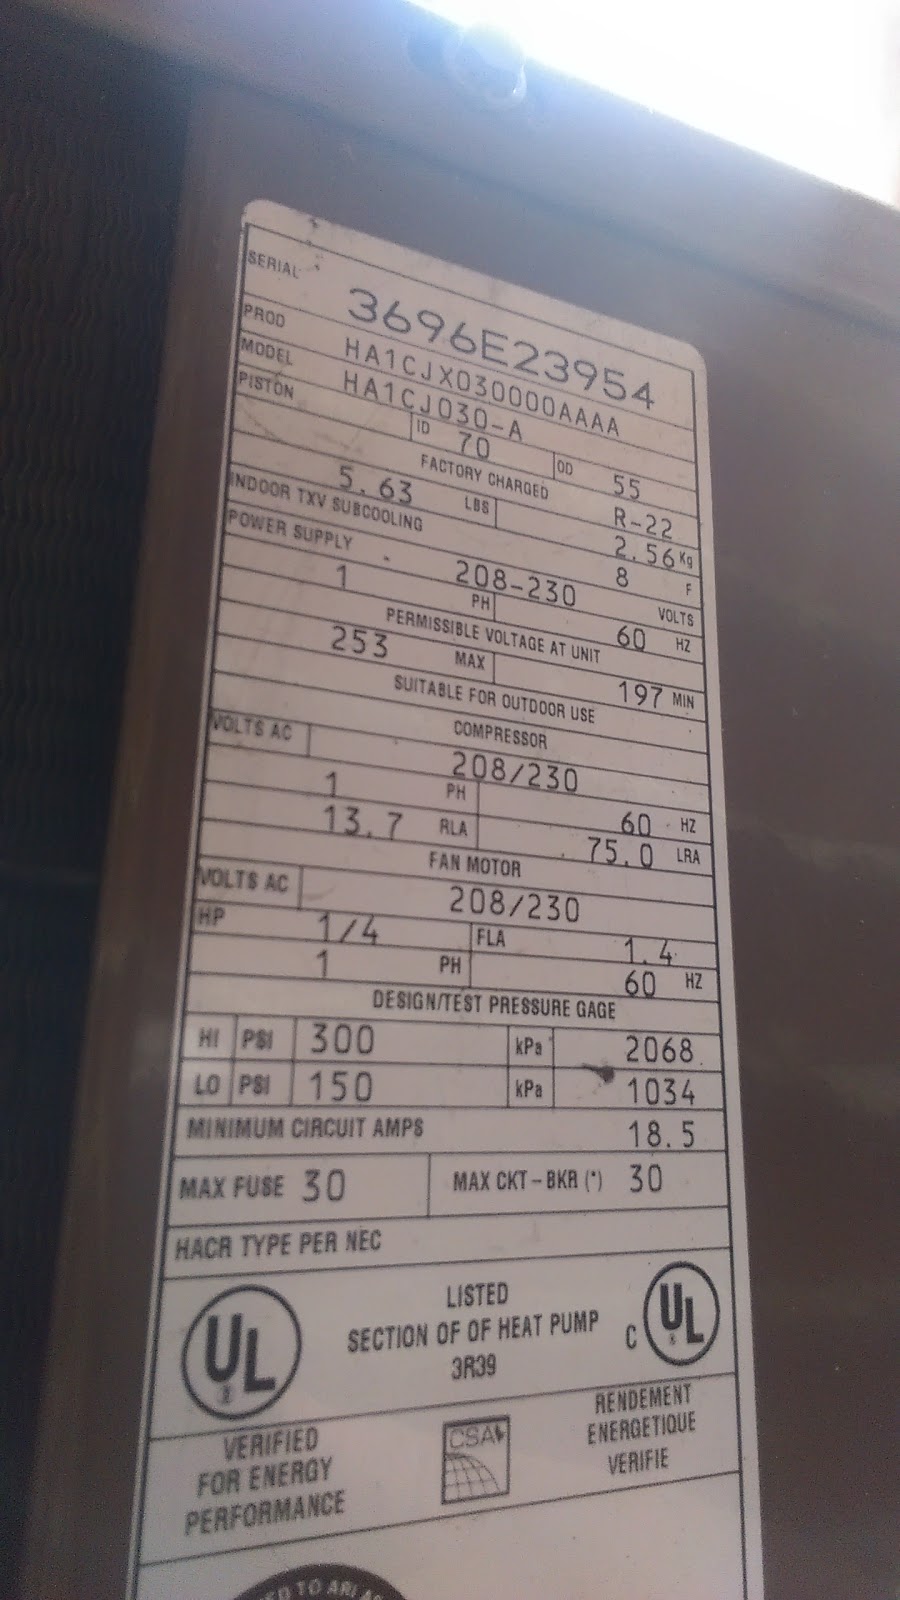 SERIAL 3696E23954
PROD HA1CJX030000AAAA
MODEL HA1CJ030-A
PISTON ID 70 OD 55
FACTORY CHARGED R-22
5.63 LBS 2.56 Kg
INDOOR TXV SUBCOOLING 8 F
POWER SUPPLY 208-230 VOLTS
1 PH 60 HZ
PERMISSIBLE VOLTAGE AT UNIT
253 MAX 197 MIN
SUITABLE FOR OUTDOOR USE
COMPRESSOR
VOLTS AC 208/230
1 PH 60 HZ
13.7 RLA 75.0 LRA
FAN MOTOR
VOLTS AC 208/230
HP 1/4 FLA 1.4
1 PH 60 HZ
DESIGN/TEST PRESSURE GAGE
HI PSI 300 kPa 2068
LO PSI 150 kPa 1034
MINIMUM CIRCUIT AMPS 18.5
MAX FUSE 30 MAX CKT-BKR (*) 30
HACR TYPE PER NEC
UL ®
LISTED
SECTION OF OF HEAT PUMP
3R39
C UL ®
VERIFIED
FOR ENERGY
PERFORMANCE
CSA
RENDEMENT
ENERGETIQUE
VERIFIE
TO ARI